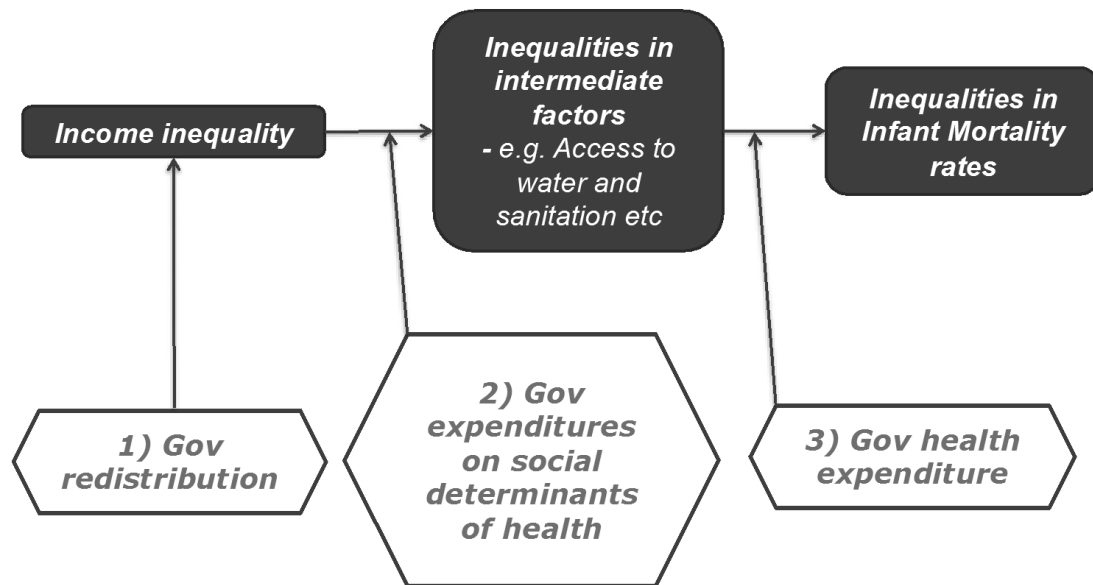 Income inequality
Inequalities in
intermediate
factors
- e.g. Access to
water and
sanitation etc
Inequalities in
Infant Mortality
rates
1) Gov
redistribution
2) Gov
expenditures
on social
determinants
of health
3) Gov health
expenditure